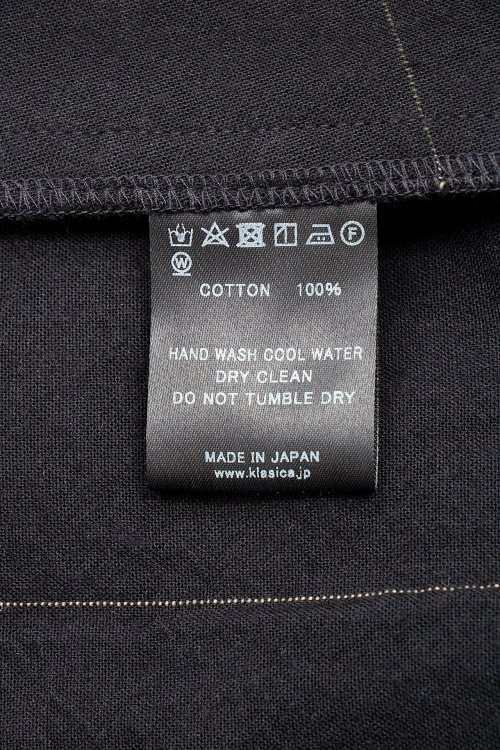 F
W
COTTON 100%
HAND WASH COOL WATER
DRY CLEAN
DO NOT TUMBLE DRY
MADE IN JAPAN
www.klasica.jp